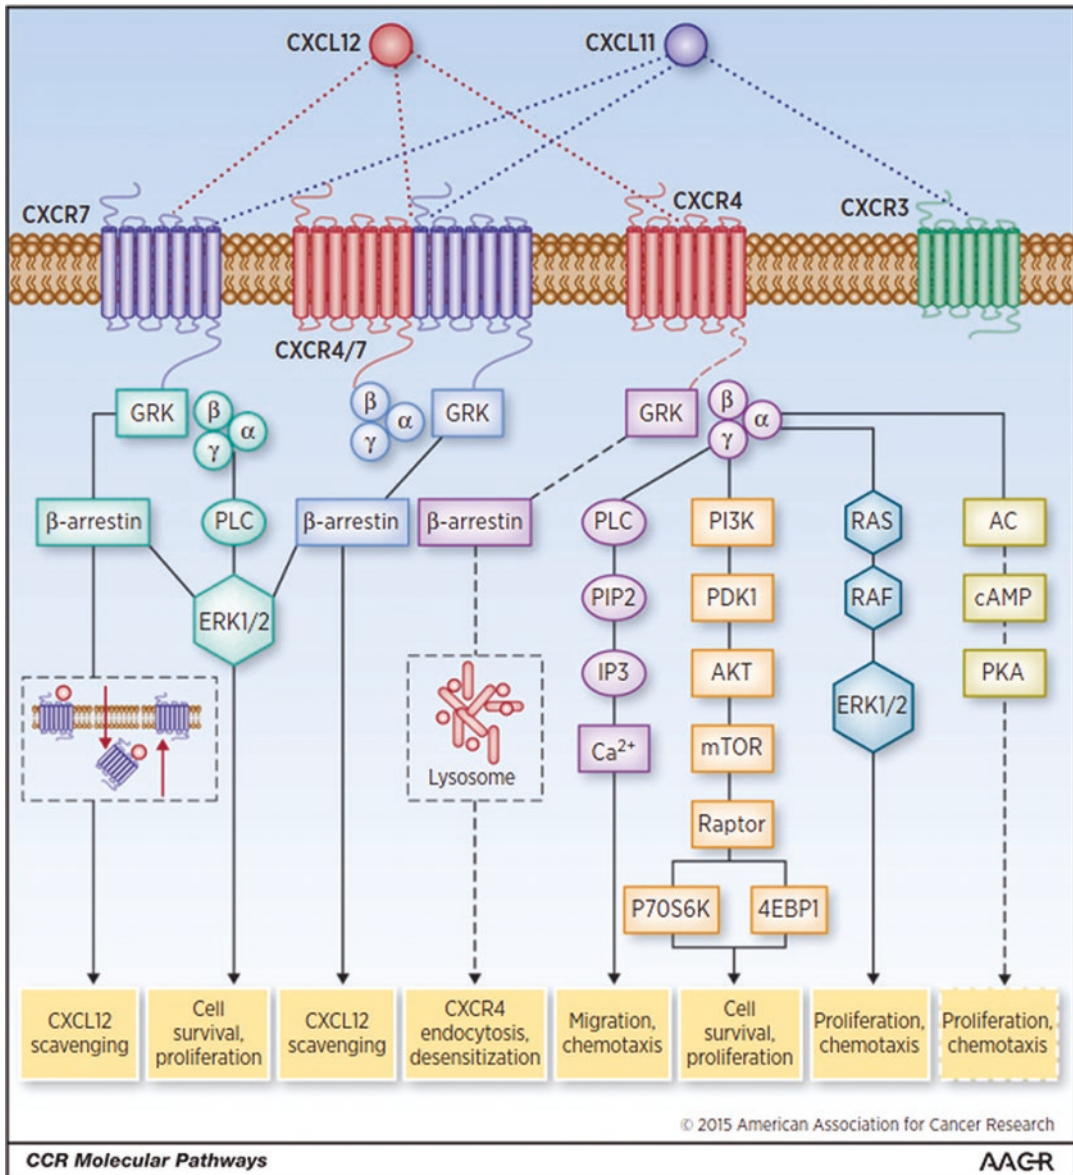 CXCL12
CXCL11
CXCR7
CXCR4
CXCR3
CXCR4/7
GRK
β
α
γ
β
α
γ
GRK
GRK
β
α
γ
β-arrestin
PLC
β-arrestin
β-arrestin
PLC
PI3K
RAS
AC
ERK1/2
PIP2
PDK1
RAF
cAMP
IP3
AKT
ERK1/2
PKA
Lysosome
Ca²⁺
mTOR
Raptor
P70S6K
4EBP1
CXCL12
scavenging
Cell
survival,
proliferation
CXCL12
scavenging
CXCR4
endocytosis,
desensitization
Migration,
chemotaxis
Cell
survival,
proliferation
Proliferation,
chemotaxis
Proliferation,
chemotaxis
© 2015 American Association for Cancer Research
CCR Molecular Pathways
AACR